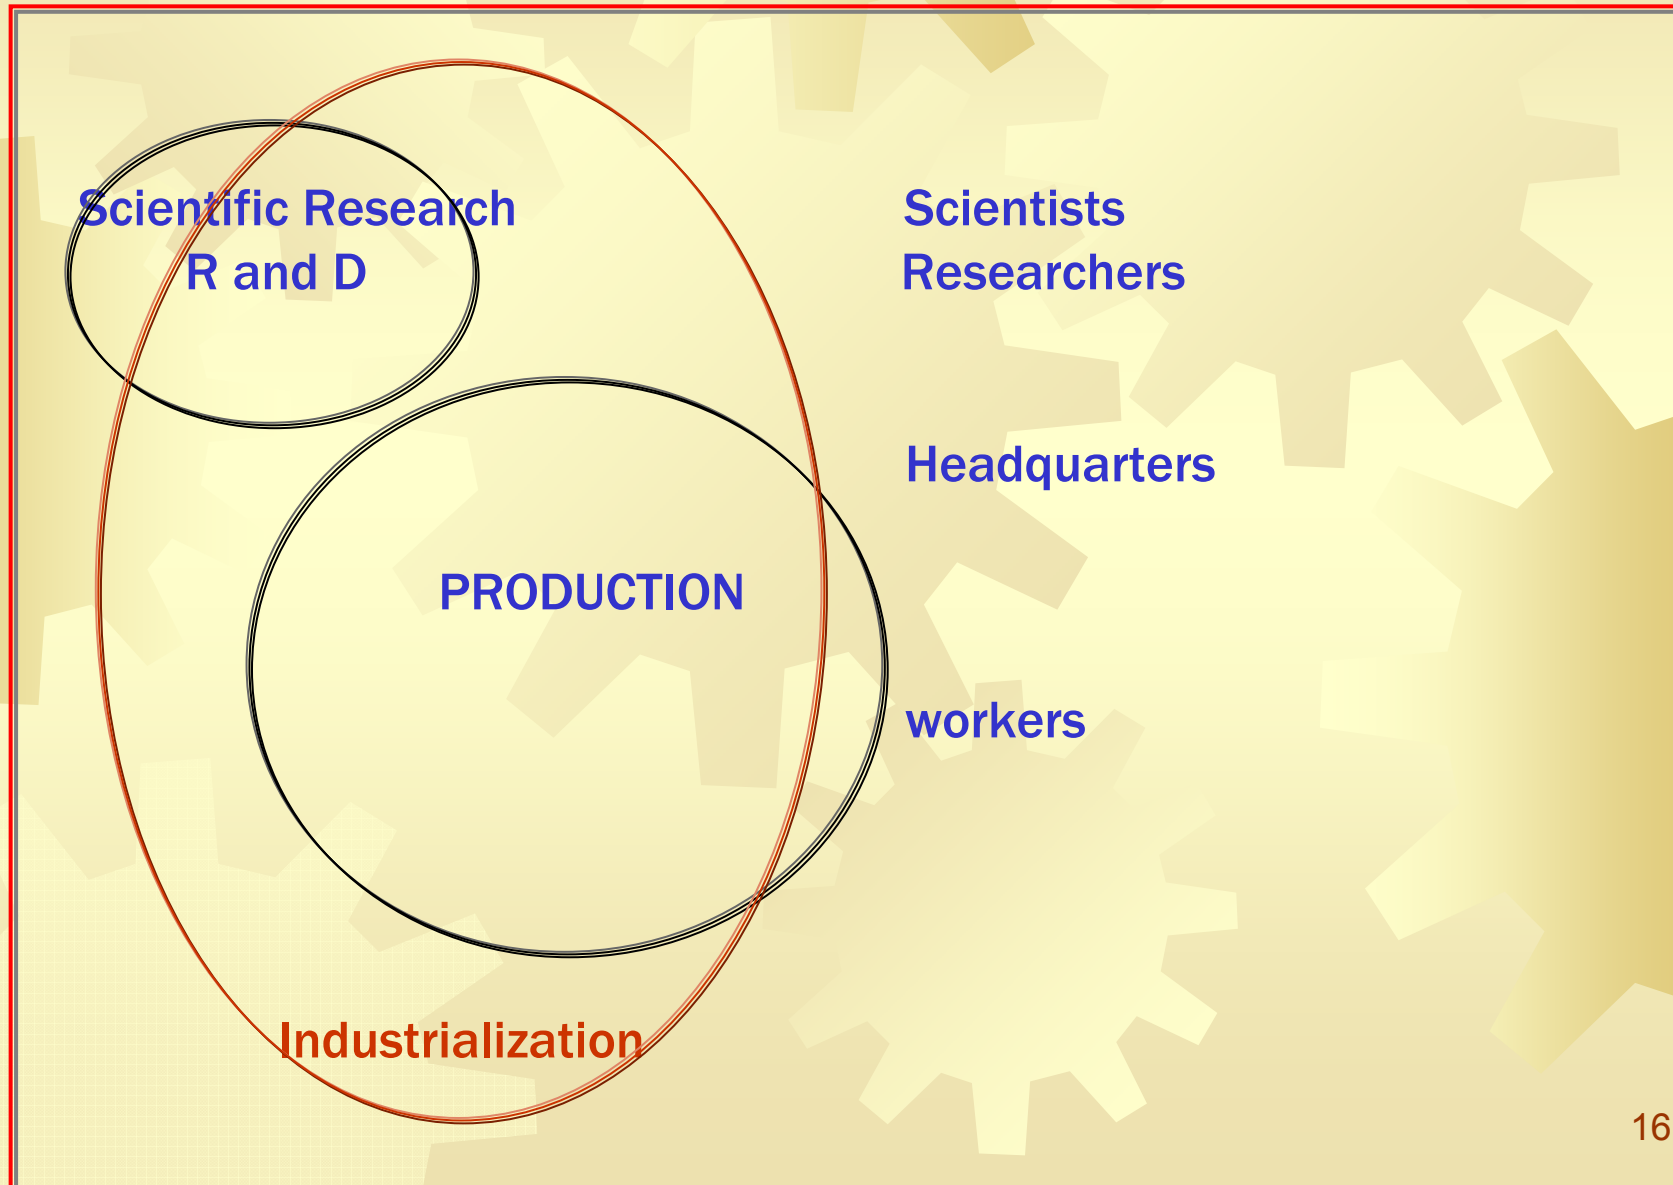 Scientific Research
R and D
Scientists
Researchers
Headquarters
PRODUCTION
workers
Industrialization
16